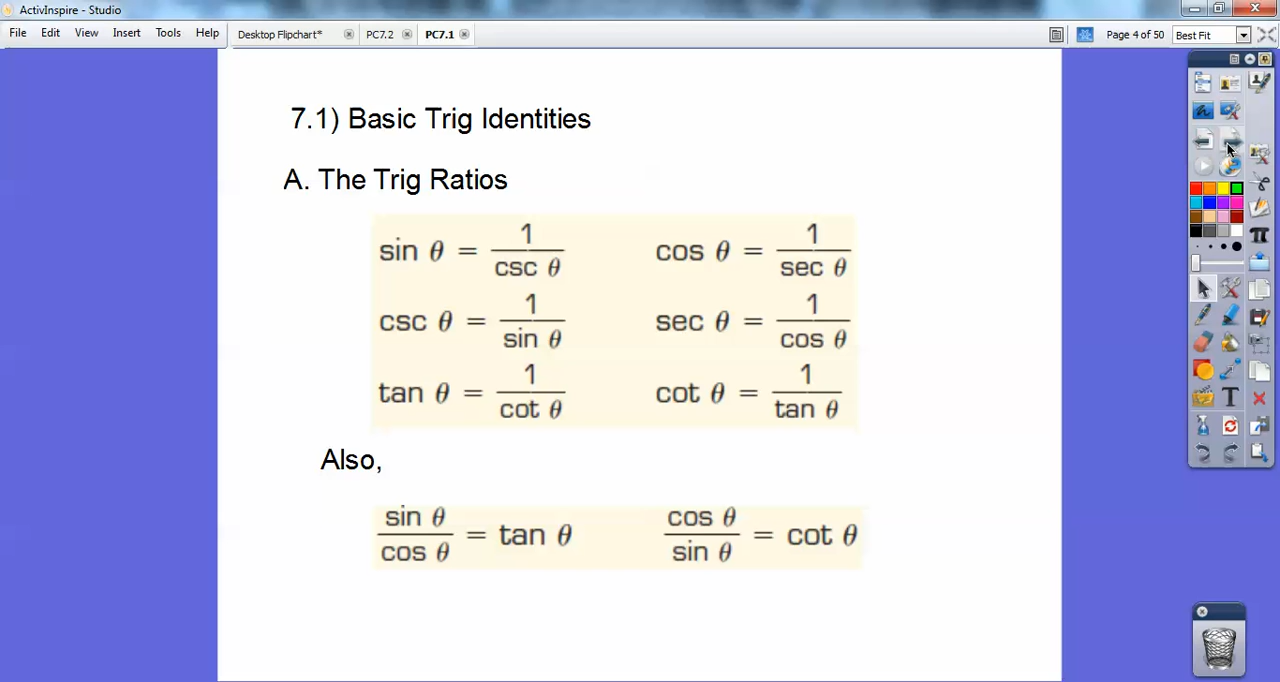 ActivInspire - Studio
File Edit View Insert Tools Help Desktop Flipchart* PC7.2 PC7.1 Page 4 of 50 Best Fit
7.1) Basic Trig Identities
A. The Trig Ratios
sin θ = 1/csc θ cos θ = 1/sec θ
csc θ = 1/sin θ sec θ = 1/cos θ
tan θ = 1/cot θ cot θ = 1/tan θ
Also,
sin θ/cos θ = tan θ cos θ/sin θ = cot θ